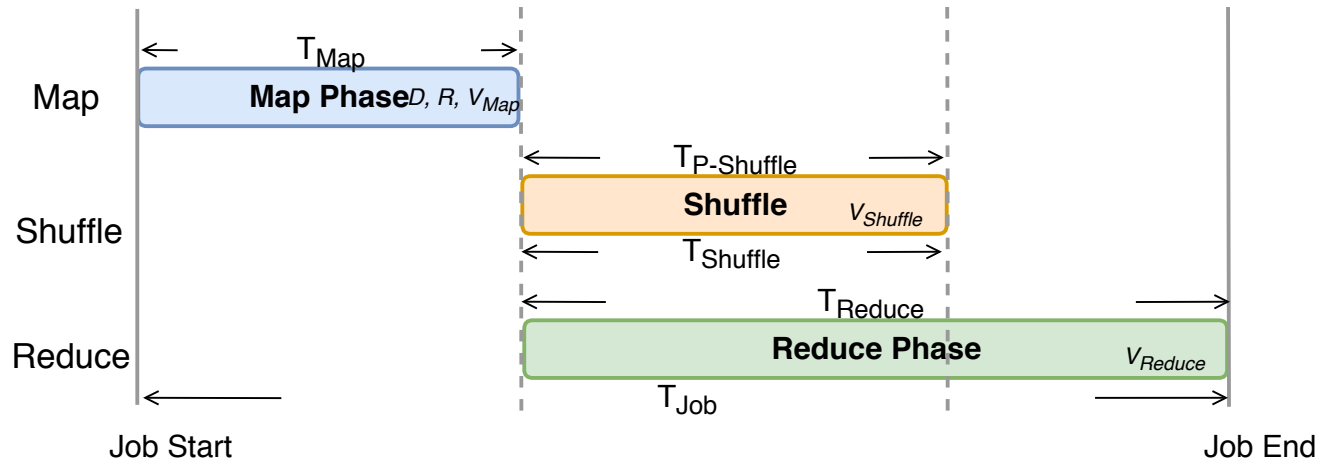 T_Map
Map
Map Phase D, R, V_Map
T_P-Shuffle
Shuffle
Shuffle V_Shuffle
T_Shuffle
T_Reduce
Reduce
Reduce Phase V_Reduce
T_Job
Job Start
Job End